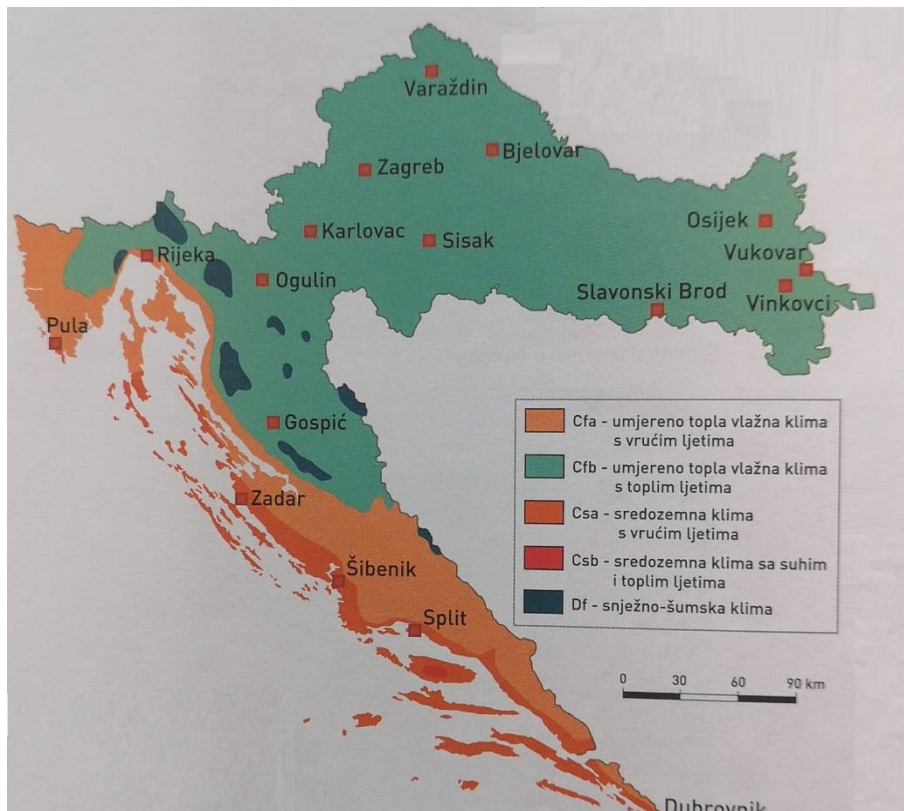 Varaždin
Bjelovar
Zagreb
Osijek
Karlovac
Sisak
Vukovar
Rijeka
Ogulin
Slavonski Brod
Vinkovci
Pula
Gospić
Cfa - umjereno topla vlažna klima
s vrućim ljetima
Cfb - umjereno topla vlažna klima
s toplim ljetima
Zadar
Csa - sredozemna klima
s vrućim ljetima
Csb - sredozemna klima sa suhim
i toplim ljetima
Šibenik
Df - snježno-šumska klima
Split
0 30 60 90 km
Dubrovnik